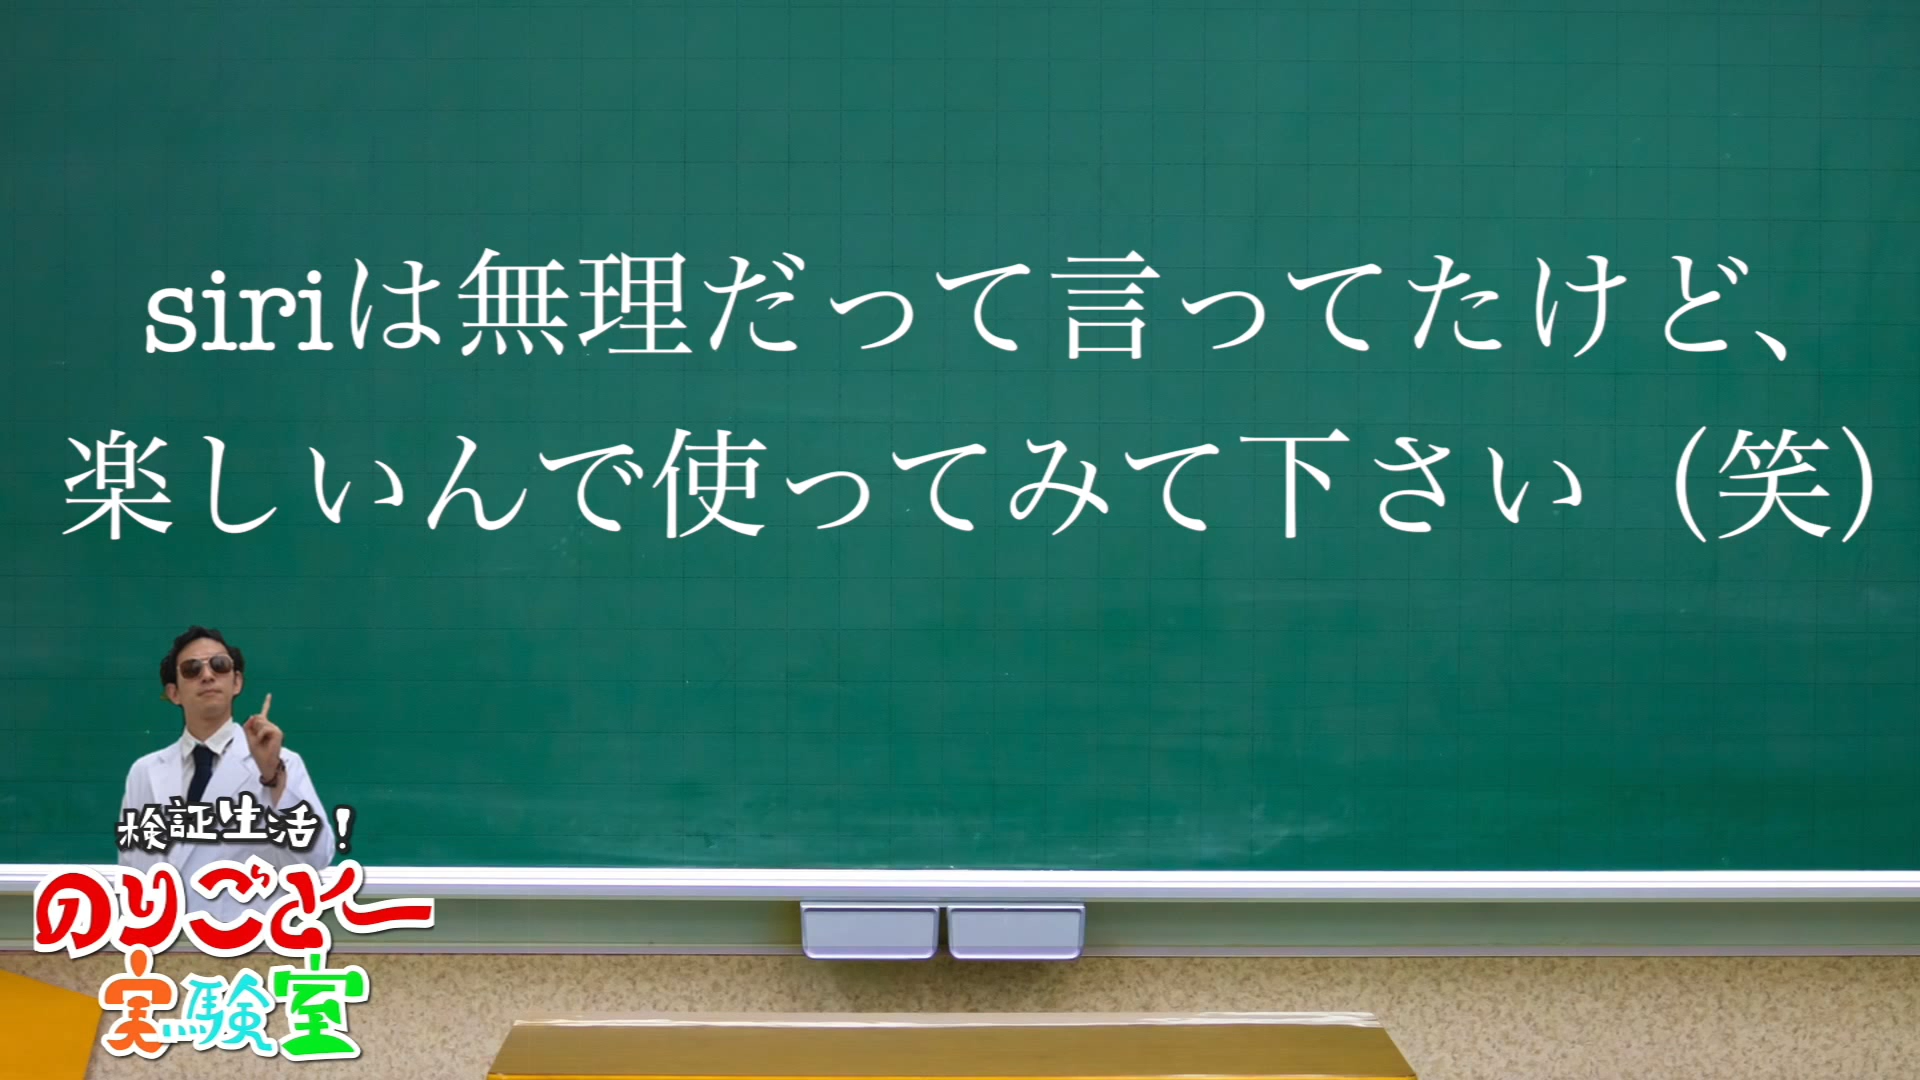 siriは無理だって言ってたけど、
楽しいんで使ってみて下さい（笑）
検証生活！
のりごとー
実験室